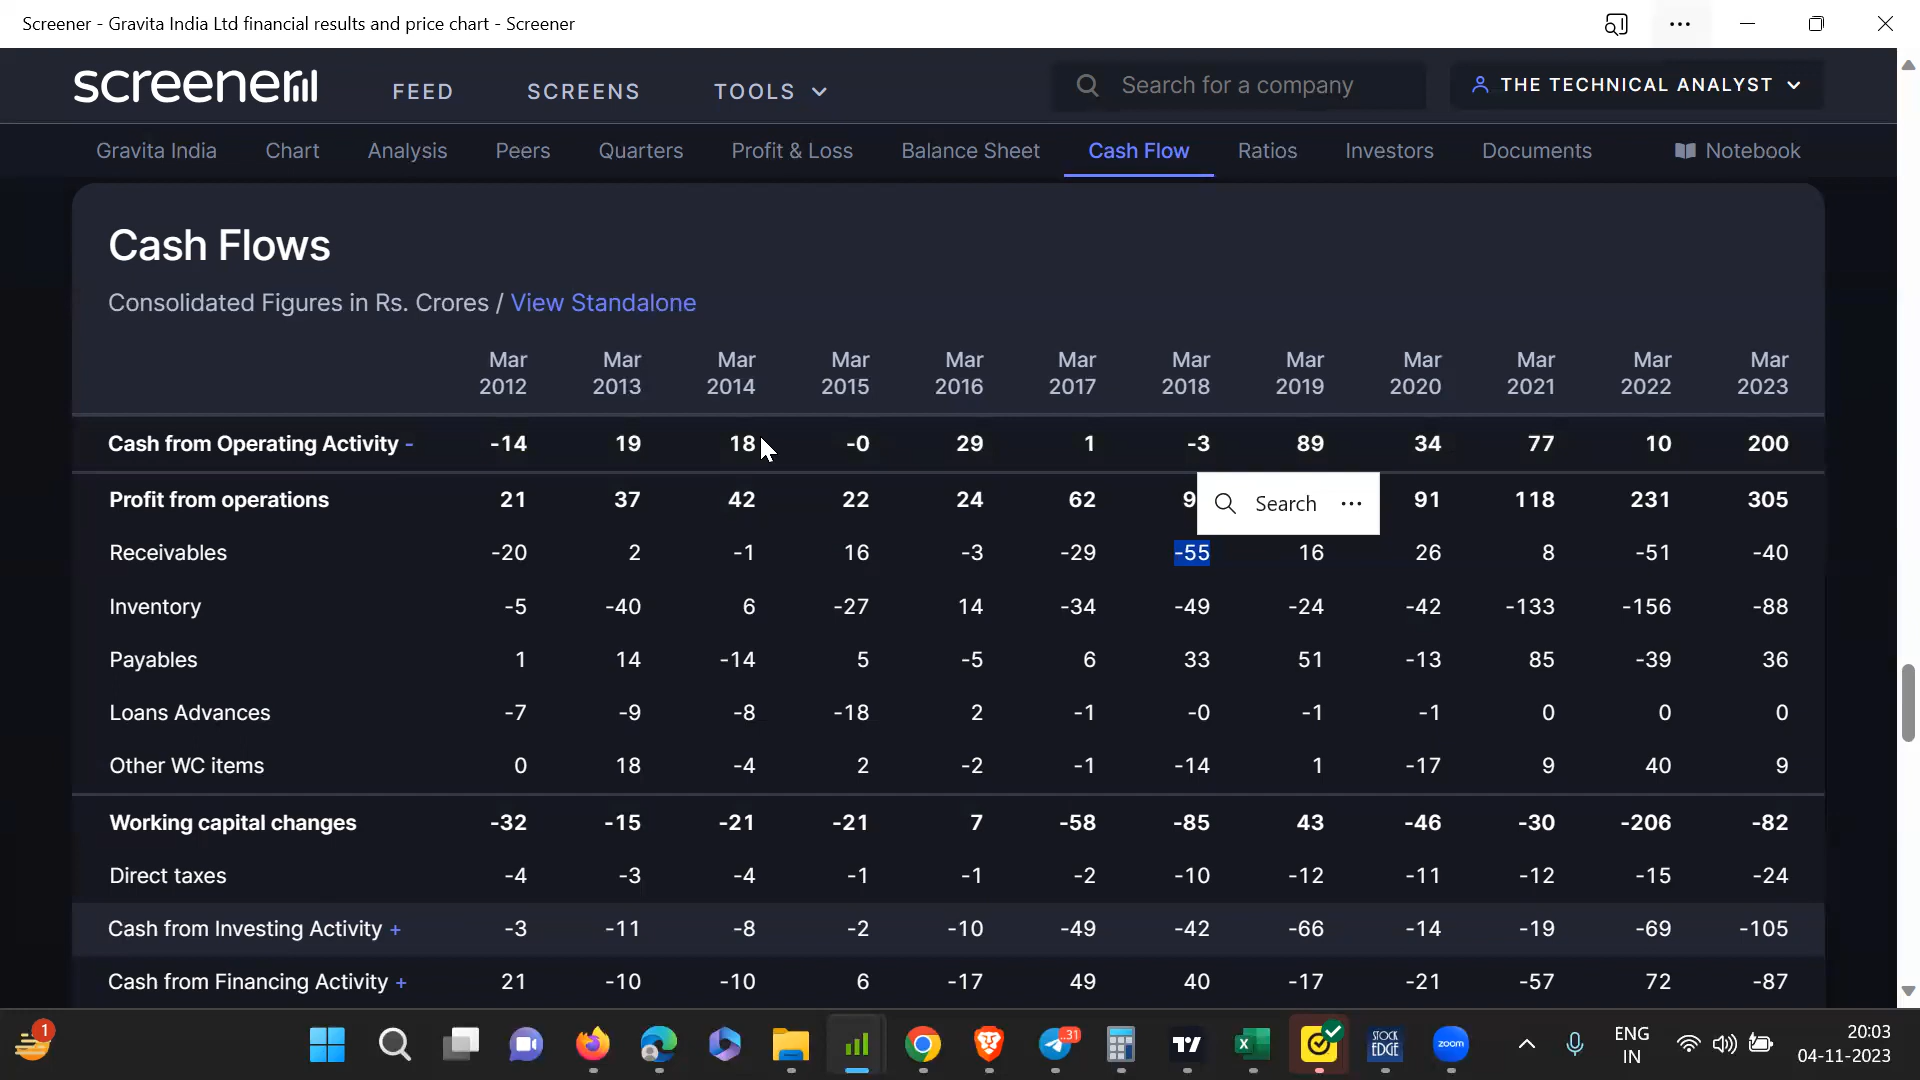 Screener - Gravita India Ltd financial results and price chart - Screener
screener
FEED SCREENS TOOLS
Search for a company
THE TECHNICAL ANALYST
Gravita India Chart Analysis Peers Quarters Profit & Loss Balance Sheet Cash Flow Ratios Investors Documents Notebook
Cash Flows
Consolidated Figures in Rs. Crores / View Standalone
Mar 2012 Mar 2013 Mar 2014 Mar 2015 Mar 2016 Mar 2017 Mar 2018 Mar 2019 Mar 2020 Mar 2021 Mar 2022 Mar 2023
Cash from Operating Activity - -14 19 18 -0 29 1 -3 89 34 77 10 200
Profit from operations 21 37 42 22 24 62 9 91 118 231 305
Search ...
Receivables -20 2 -1 16 -3 -29 -55 16 26 8 -51 -40
Inventory -5 -40 6 -27 14 -34 -49 -24 -42 -133 -156 -88
Payables 1 14 -14 5 -5 6 33 51 -13 85 -39 36
Loans Advances -7 -9 -8 -18 2 -1 -0 -1 -1 0 0 0
Other WC items 0 18 -4 2 -2 -1 -14 1 -17 9 40 9
Working capital changes -32 -15 -21 -21 7 -58 -85 43 -46 -30 -206 -82
Direct taxes -4 -3 -4 -1 -1 -2 -10 -12 -11 -12 -15 -24
Cash from Investing Activity + -3 -11 -8 -2 -10 -49 -42 -66 -14 -19 -69 -105
Cash from Financing Activity + 21 -10 -10 6 -17 49 40 -17 -21 -57 72 -87
1
31
STOCK EDGE
zoom
ENG
IN
20:03
04-11-2023